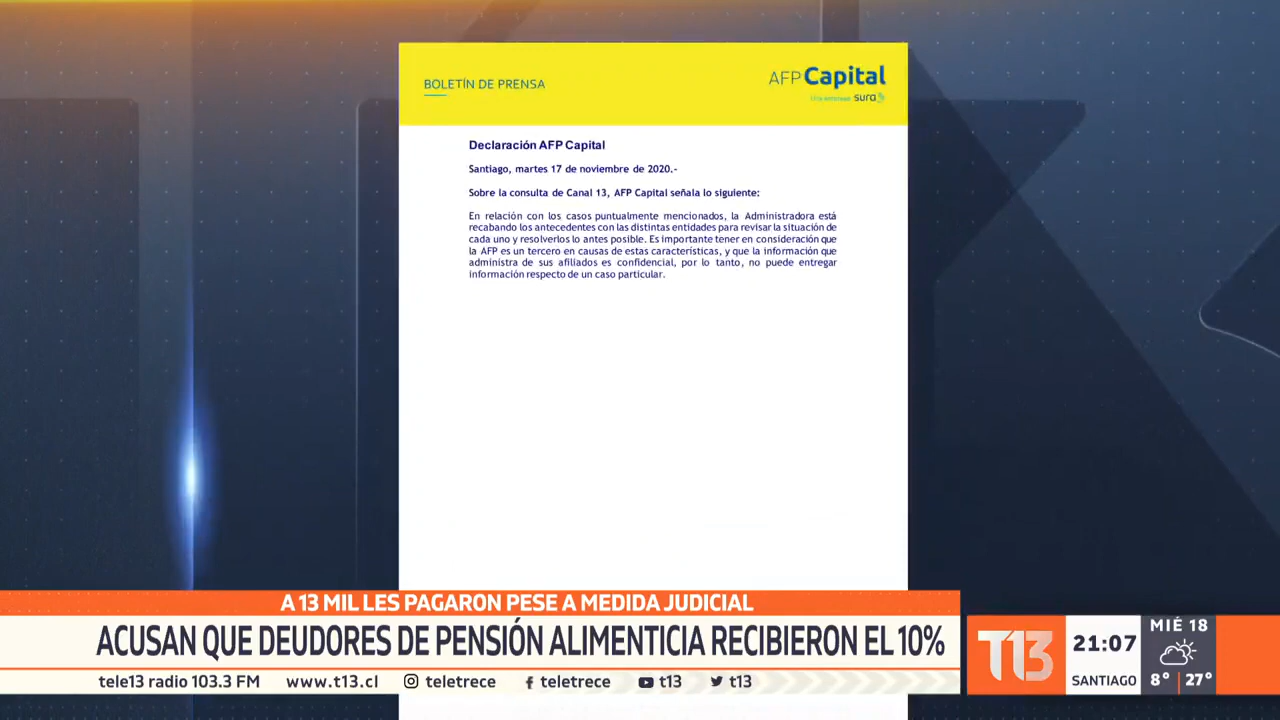 BOLETÍN DE PRENSA
AFP Capital
Una empresa sura
Declaración AFP Capital
Santiago, martes 17 de noviembre de 2020.-
Sobre la consulta de Canal 13, AFP Capital señala lo siguiente:
En relación con los casos puntualmente mencionados, la Administradora está
recabando los antecedentes con las distintas entidades para revisar la situación de
cada uno y resolverlos lo antes posible. Es importante tener en consideración que
la AFP es un tercero en causas de estas características, y que la información que
administra de sus afiliados es confidencial, por lo tanto, no puede entregar
información respecto de un caso particular.
A 13 MIL LES PAGARON PESE A MEDIDA JUDICIAL
ACUSAN QUE DEUDORES DE PENSIÓN ALIMENTICIA RECIBIERON EL 10%
tele13 radio 103.3 FM www.t13.cl teletrece teletrece t13 t13
T13
21:07
SANTIAGO
MIÉ 18
8° 27°